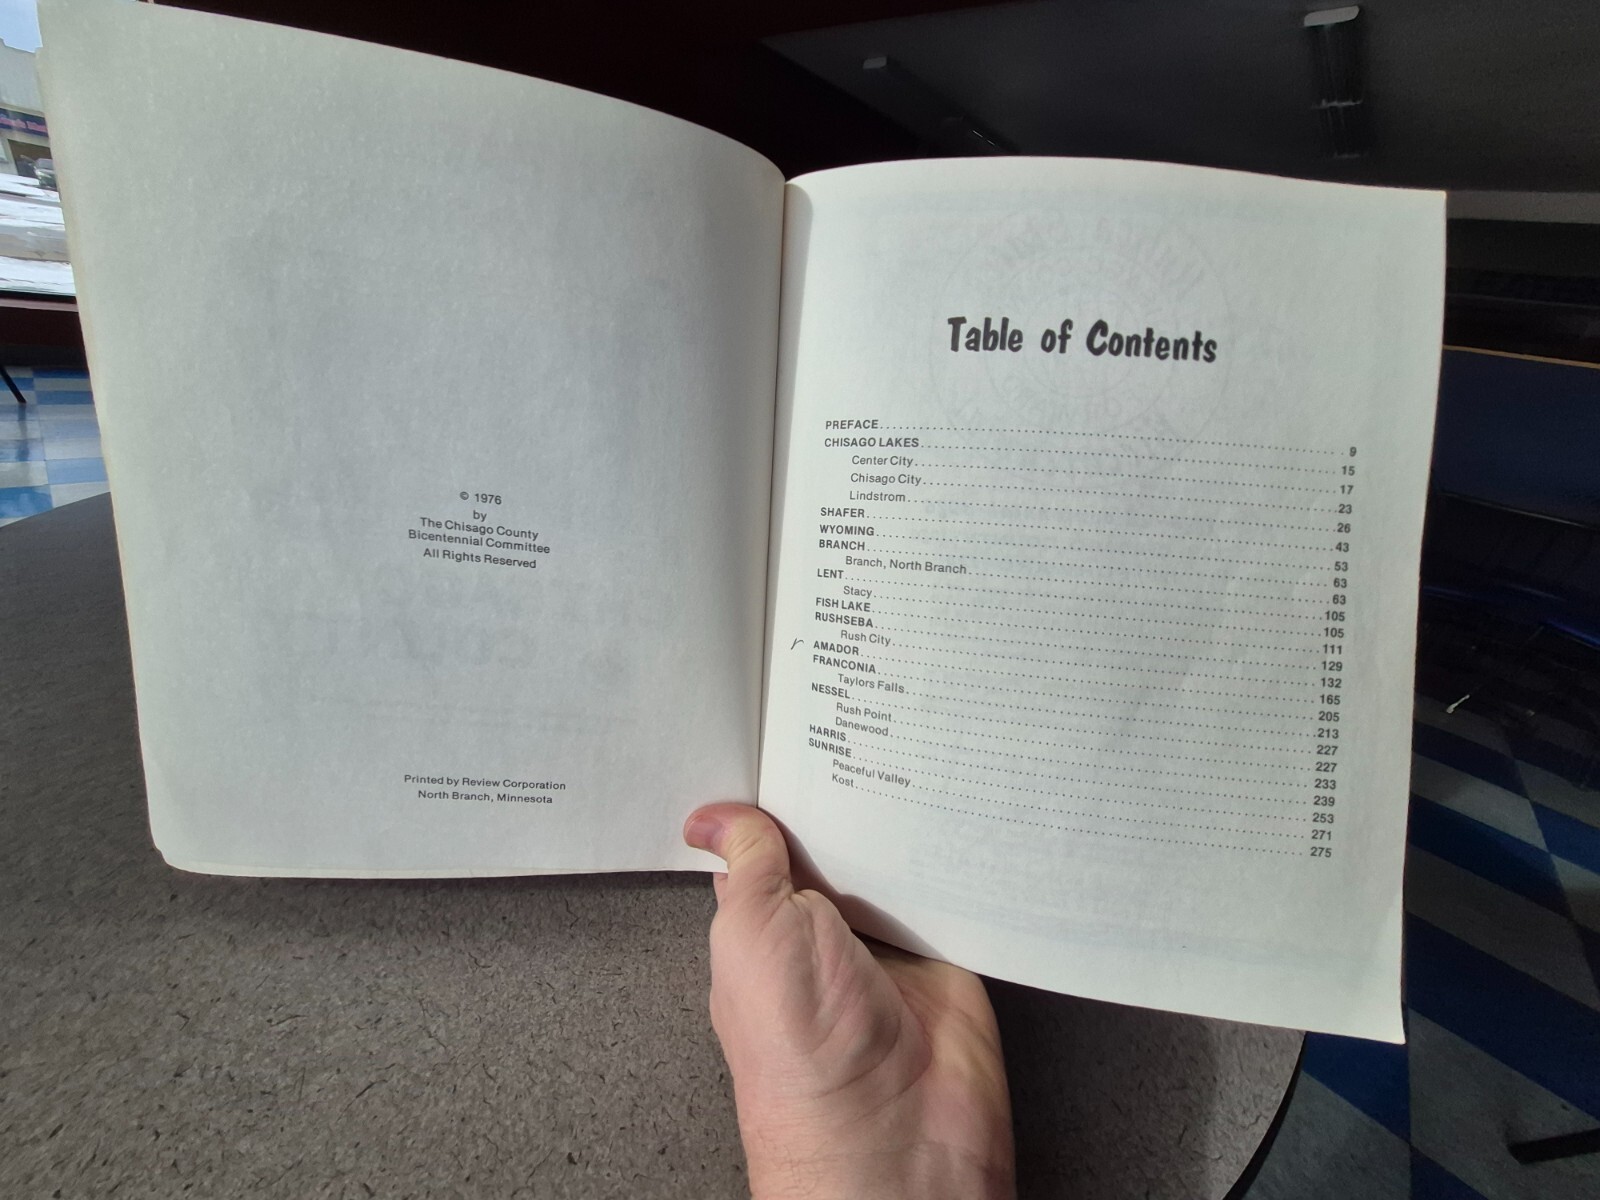 © 1976
by
The Chisago County
Bicentennial Committee
All Rights Reserved
Printed by Review Corporation
North Branch, Minnesota
Table of Contents
PREFACE 9
CHISAGO LAKES 15
Center City 17
Chisago City 23
Lindstrom 26
SHAFER 43
WYOMING 53
BRANCH 63
Branch, North Branch 63
LENT 105
Stacy 105
FISH LAKE 111
RUSHSEBA 129
Rush City 132
AMADOR 165
FRANCONIA 205
Taylors Falls 213
NESSEL 227
Rush Point 227
Danewood 233
HARRIS 239
SUNRISE 253
Peaceful Valley 271
Kost 275